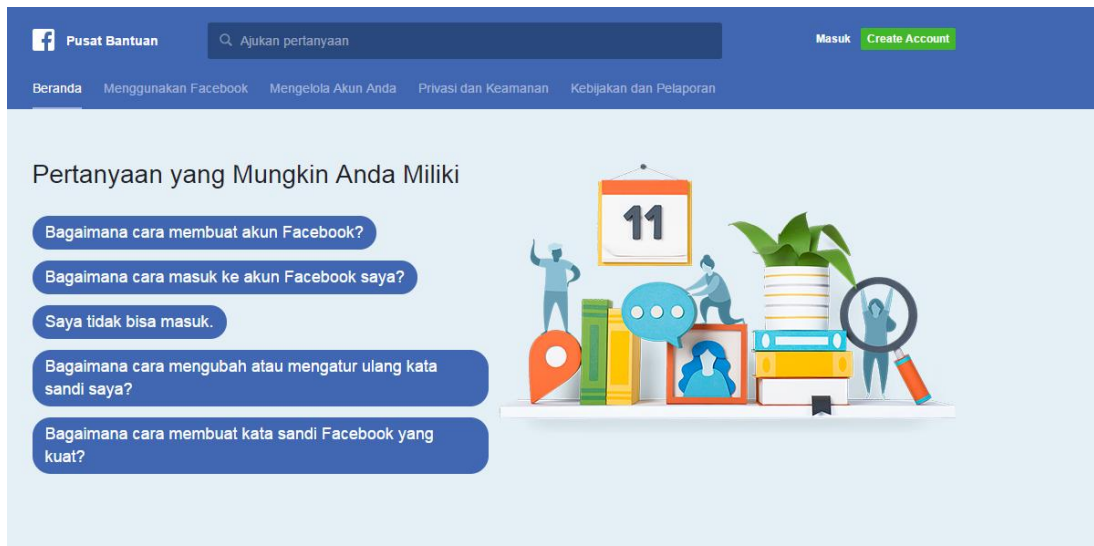 Pusat Bantuan
Ajukan pertanyaan
Masuk
Create Account
Beranda
Menggunakan Facebook
Mengelola Akun Anda
Privasi dan Keamanan
Kebijakan dan Pelaporan
Pertanyaan yang Mungkin Anda Miliki
Bagaimana cara membuat akun Facebook?
Bagaimana cara masuk ke akun Facebook saya?
Saya tidak bisa masuk.
Bagaimana cara mengubah atau mengatur ulang kata
sandi saya?
Bagaimana cara membuat kata sandi Facebook yang
kuat?
11